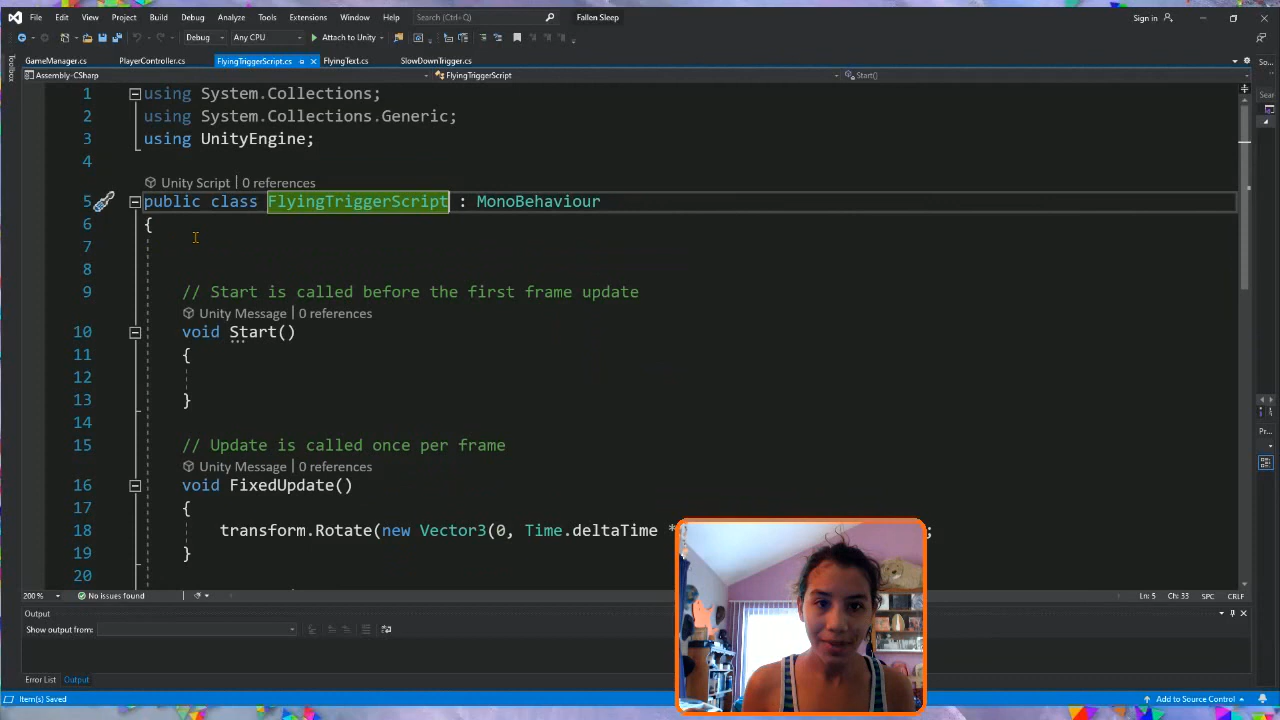 File Edit View Project Build Debug Analyze Tools Extensions Window Help Search (Ctrl+Q) Fallen Sleep Sign in
Debug Any CPU Attach to Unity
GameManager.cs PlayerController.cs FlyingTriggerScript.cs FlyingText.cs SlowDownTrigger.cs
Assembly-CSharp FlyingTriggerScript Start()
Toolbox
1 using System.Collections;
2 using System.Collections.Generic;
3 using UnityEngine;
4
Unity Script | 0 references
5 public class FlyingTriggerScript : MonoBehaviour
6 {
7
8
9 // Start is called before the first frame update
Unity Message | 0 references
10 void Start()
11 {
12
13 }
14
15 // Update is called once per frame
Unity Message | 0 references
16 void FixedUpdate()
17 {
18 transform.Rotate(new Vector3(0, Time.deltaTime * ;
19 }
20
200 % No issues found Ln: 5 Ch: 33 SPC CRLF
Output
Show output from:
Error List Output
Item(s) Saved Add to Source Control